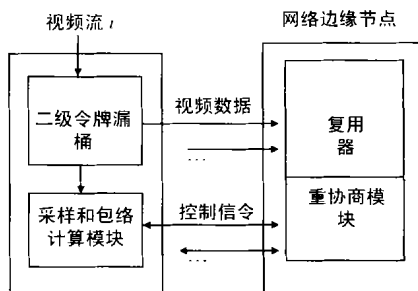 视频流 i
网络边缘节点
二级令牌漏
桶
视频数据
...
复用
器
采样和包络
计算模块
控制信令
...
重协商模
块